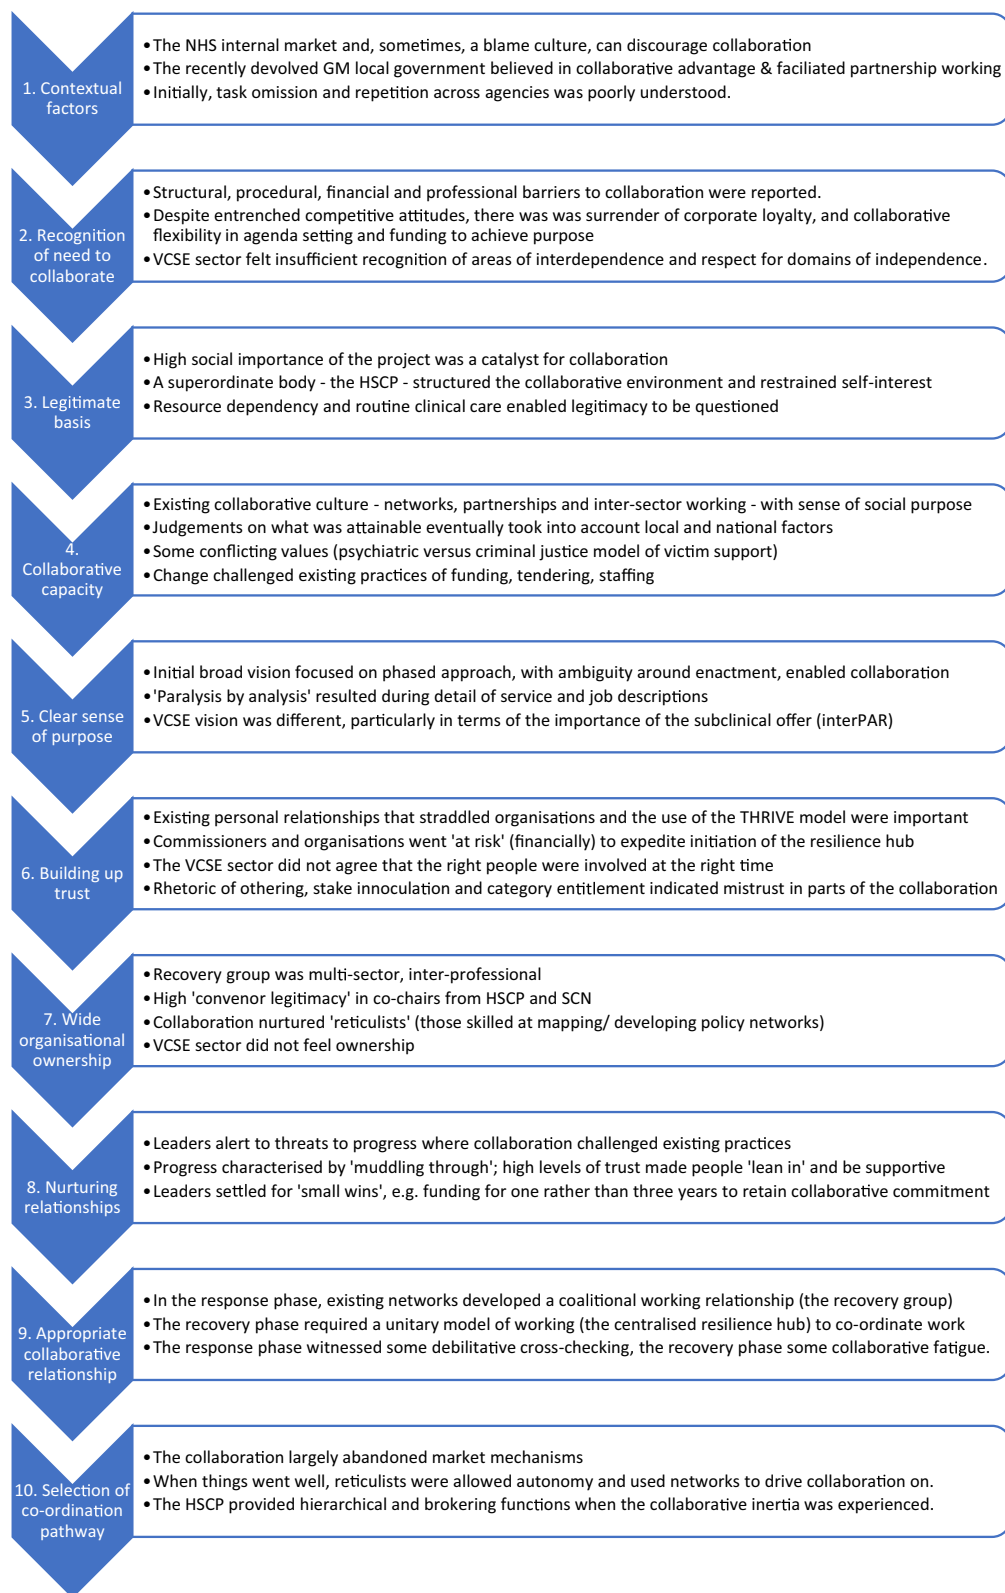 1. Contextual
factors
•The NHS internal market and, sometimes, a blame culture, can discourage collaboration
•The recently devolved GM local government believed in collaborative advantage & faciliated partnership working
•Initially, task omission and repetition across agencies was poorly understood.
2. Recognition
of need to
collaborate
•Structural, procedural, financial and professional barriers to collaboration were reported.
•Despite entrenched competitive attitudes, there was was surrender of corporate loyalty, and collaborative
flexibility in agenda setting and funding to achieve purpose
•VCSE sector felt insufficient recognition of areas of interdependence and respect for domains of independence.
3. Legitimate
basis
•High social importance of the project was a catalyst for collaboration
•A superordinate body - the HSCP - structured the collaborative environment and restrained self-interest
•Resource dependency and routine clinical care enabled legitimacy to be questioned
4.
Collaborative
capacity
•Existing collaborative culture - networks, partnerships and inter-sector working - with sense of social purpose
•Judgements on what was attainable eventually took into account local and national factors
•Some conflicting values (psychiatric versus criminal justice model of victim support)
•Change challenged existing practices of funding, tendering, staffing
5. Clear sense
of purpose
•Initial broad vision focused on phased approach, with ambiguity around enactment, enabled collaboration
•'Paralysis by analysis' resulted during detail of service and job descriptions
•VCSE vision was different, particularly in terms of the importance of the subclinical offer (interPAR)
6. Building up
trust
•Existing personal relationships that straddled organisations and the use of the THRIVE model were important
•Commissioners and organisations went 'at risk' (financially) to expedite initiation of the resilience hub
•The VCSE sector did not agree that the right people were involved at the right time
•Rhetoric of othering, stake innoculation and category entitlement indicated mistrust in parts of the collaboration
7. Wide
organisational
ownership
•Recovery group was multi-sector, inter-professional
•High 'convenor legitimacy' in co-chairs from HSCP and SCN
•Collaboration nurtured 'reticulists' (those skilled at mapping/ developing policy networks)
•VCSE sector did not feel ownership
8. Nurturing
relationships
•Leaders alert to threats to progress where collaboration challenged existing practices
•Progress characterised by 'muddling through'; high levels of trust made people 'lean in' and be supportive
•Leaders settled for 'small wins', e.g. funding for one rather than three years to retain collaborative commitment
9. Appropriate
collaborative
relationship
•In the response phase, existing networks developed a coalitional working relationship (the recovery group)
•The recovery phase required a unitary model of working (the centralised resilience hub) to co-ordinate work
•The response phase witnessed some debilitative cross-checking, the recovery phase some collaborative fatigue.
10. Selection of
co-ordination
pathway
•The collaboration largely abandoned market mechanisms
•When things went well, reticulists were allowed autonomy and used networks to drive collaboration on.
•The HSCP provided hierarchical and brokering functions when the collaborative inertia was experienced.